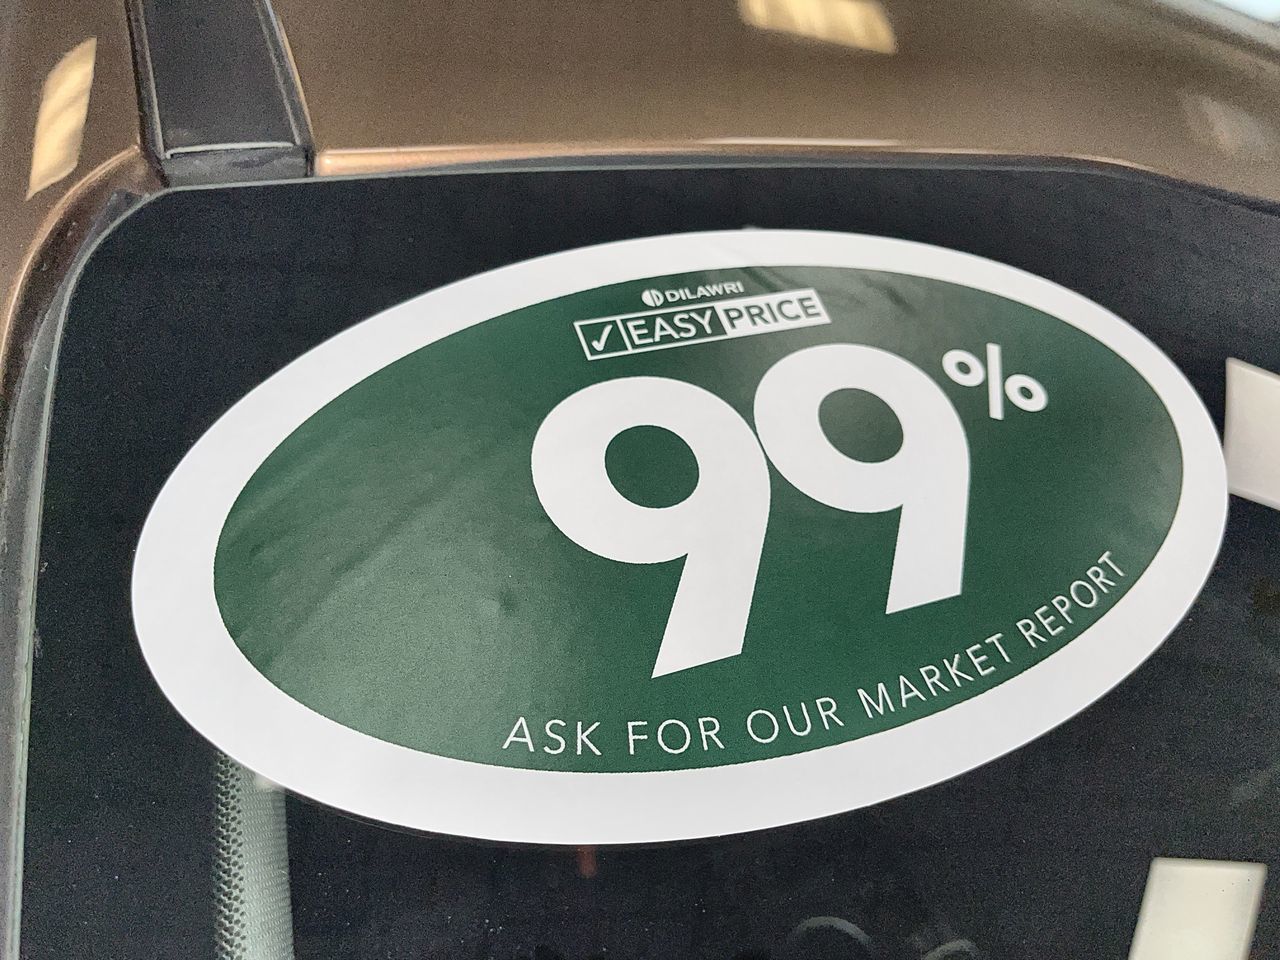 DILAWRI
✓ EASY PRICE
99%
ASK FOR OUR MARKET REPORT